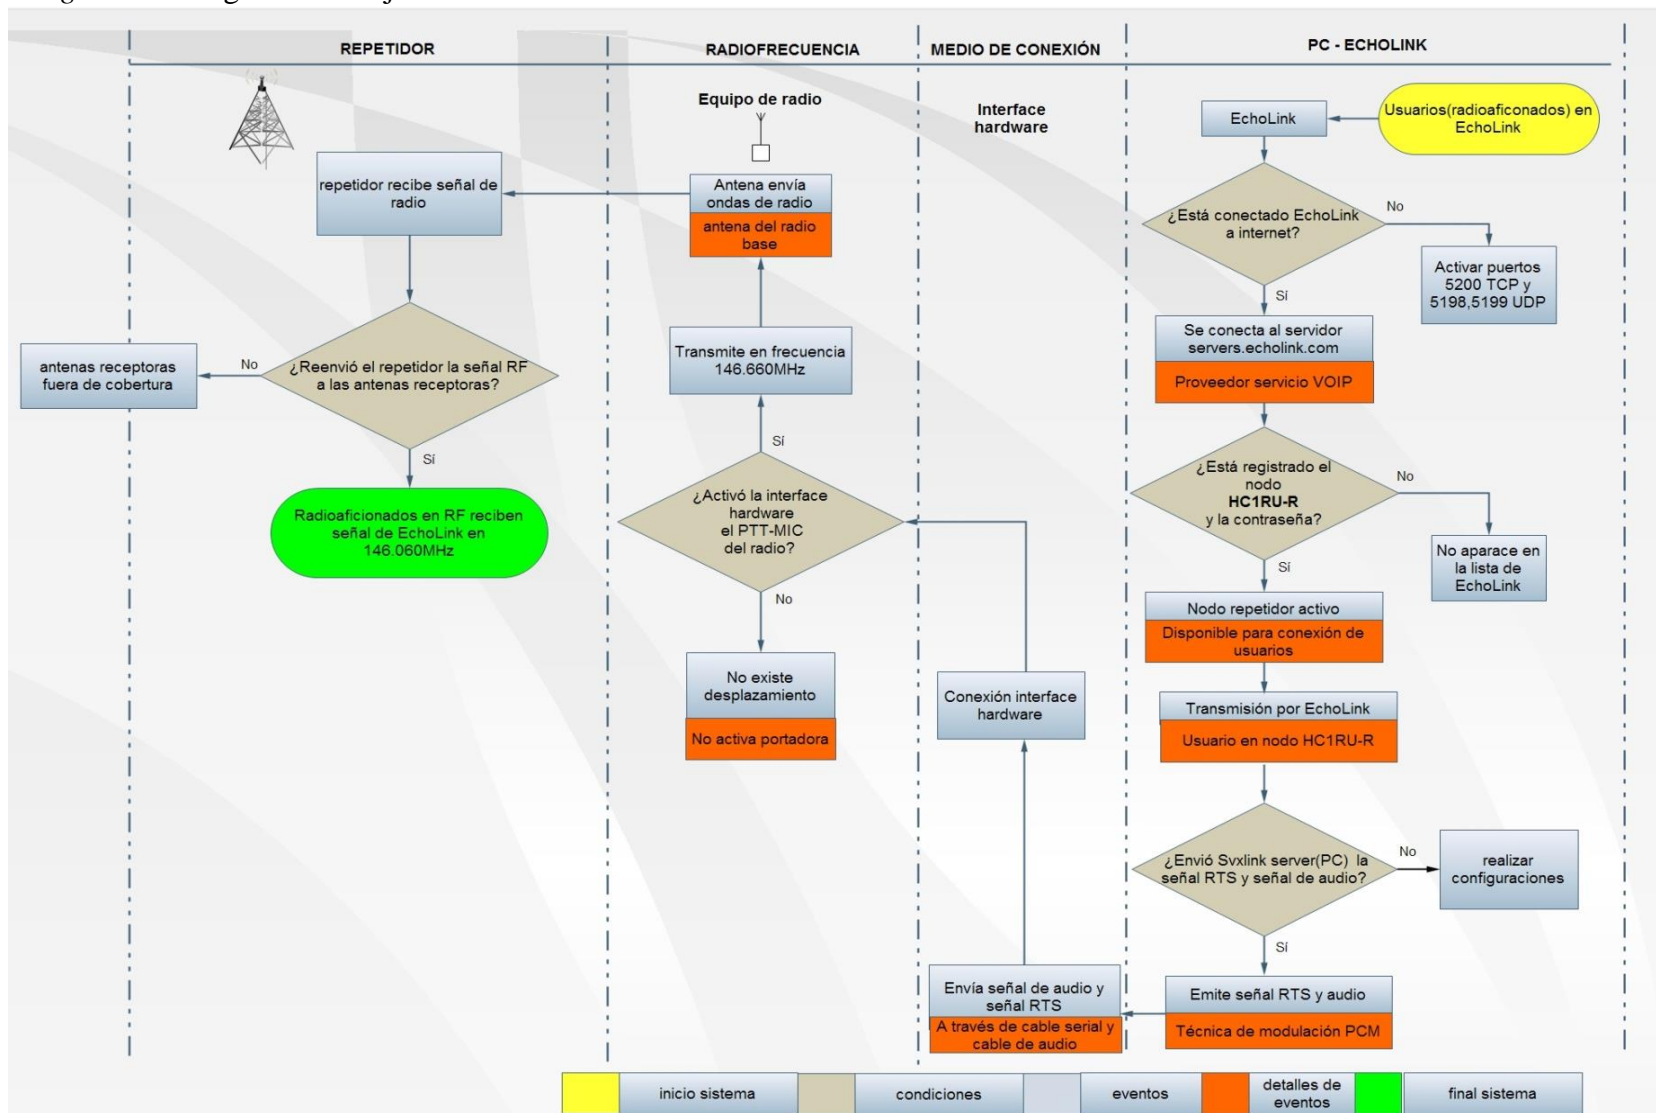 REPETIDOR
RADIOFRECUENCIA
MEDIO DE CONEXIÓN
PC - ECHOLINK
Equipo de radio
Interface
hardware
EchoLink
Usuarios(radioaficonados) en
EchoLink
repetidor recibe señal de
radio
Antena envía
ondas de radio
antena del radio
base
¿Está conectado EchoLink
a internet?
No
Activar puertos
5200 TCP y
5198,5199 UDP
Sí
Se conecta al servidor
servers.echolink.com
Proveedor servicio VOIP
antenas receptoras
fuera de cobertura
No
¿Reenvió el repetidor la señal RF
a las antenas receptoras?
Transmite en frecuencia
146.660MHz
Sí
Sí
¿Está registrado el
nodo
HC1RU-R
y la contraseña?
No
Radioaficionados en RF reciben
señal de EchoLink en
146.060MHz
¿Activó la interface
hardware
el PTT-MIC
del radio?
No aparace en
la lista de
EchoLink
Sí
No
Nodo repetidor activo
Disponible para conexión de
usuarios
No existe
desplazamiento
No activa portadora
Conexión interface
hardware
Transmisión por EchoLink
Usuario en nodo HC1RU-R
¿Envió Svxlink server(PC) la
señal RTS y señal de audio?
No
realizar
configuraciones
Sí
Envía señal de audio y
señal RTS
A través de cable serial y
cable de audio
Emite señal RTS y audio
Técnica de modulación PCM
inicio sistema
condiciones
eventos
detalles de
eventos
final sistema